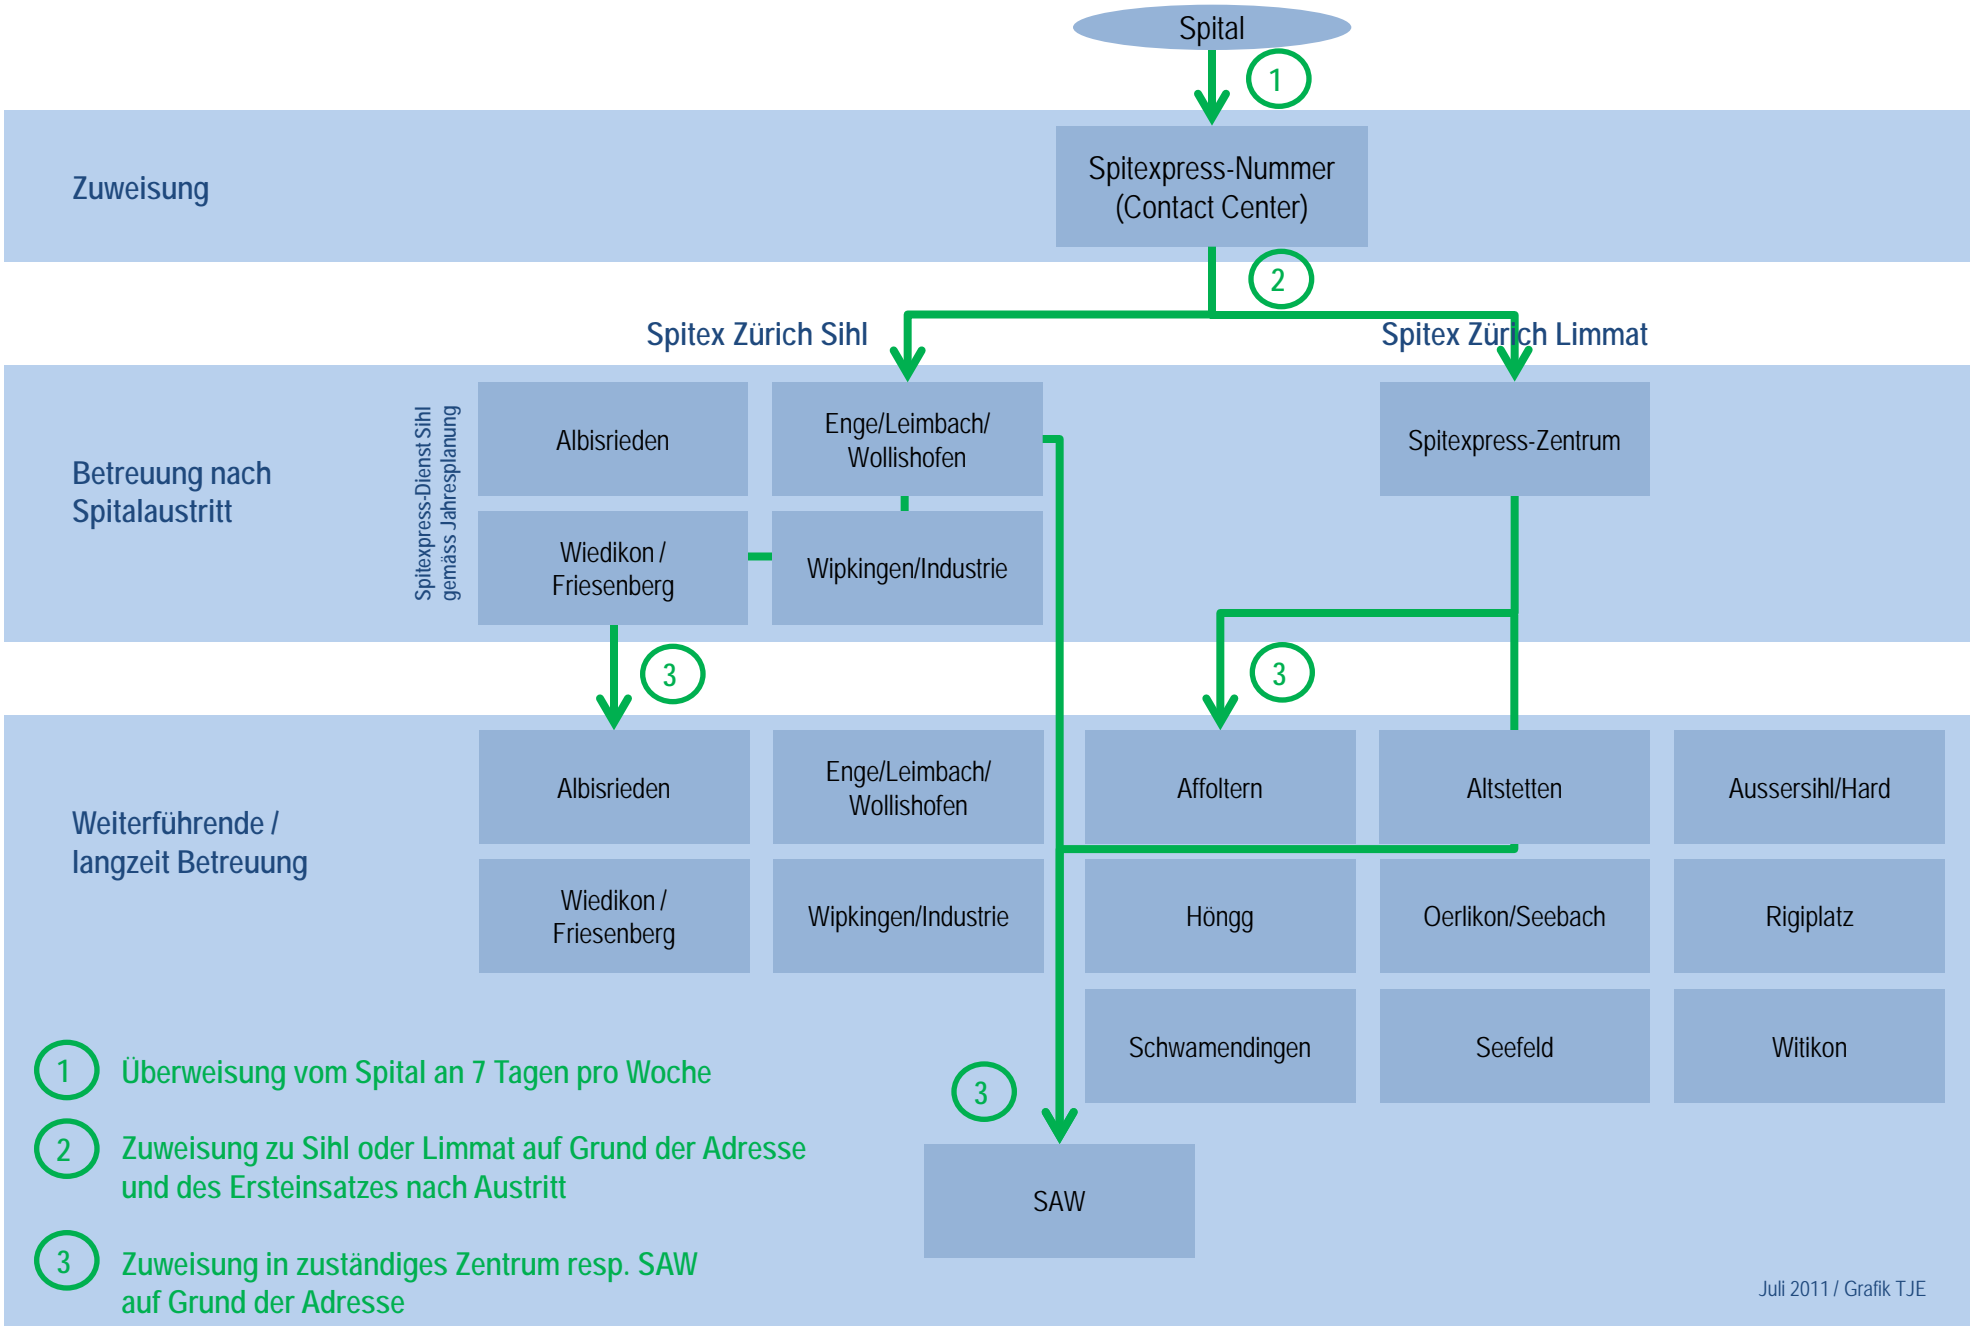 Spital
1
Zuweisung
Spitexpress-Nummer
(Contact Center)
2
Spitex Zürich Sihl
Spitex Zürich Limmat
Betreuung nach
Spitalaustritt
Spitexpress-Dienst Sihl
gemäss Jahresplanung
Albisrieden
Enge/Leimbach/
Wollishofen
Spitexpress-Zentrum
Wiedikon /
Friesenberg
Wipkingen/Industrie
3
3
Weiterführende /
langzeit Betreuung
Albisrieden
Enge/Leimbach/
Wollishofen
Affoltern
Altstetten
Aussersihl/Hard
Wiedikon /
Friesenberg
Wipkingen/Industrie
Höngg
Oerlikon/Seebach
Rigiplatz
Schwamendingen
Seefeld
Witikon
3
SAW
1 Überweisung vom Spital an 7 Tagen pro Woche
2 Zuweisung zu Sihl oder Limmat auf Grund der Adresse
und des Ersteinsatzes nach Austritt
3 Zuweisung in zuständiges Zentrum resp. SAW
auf Grund der Adresse
Juli 2011 / Grafik TJE